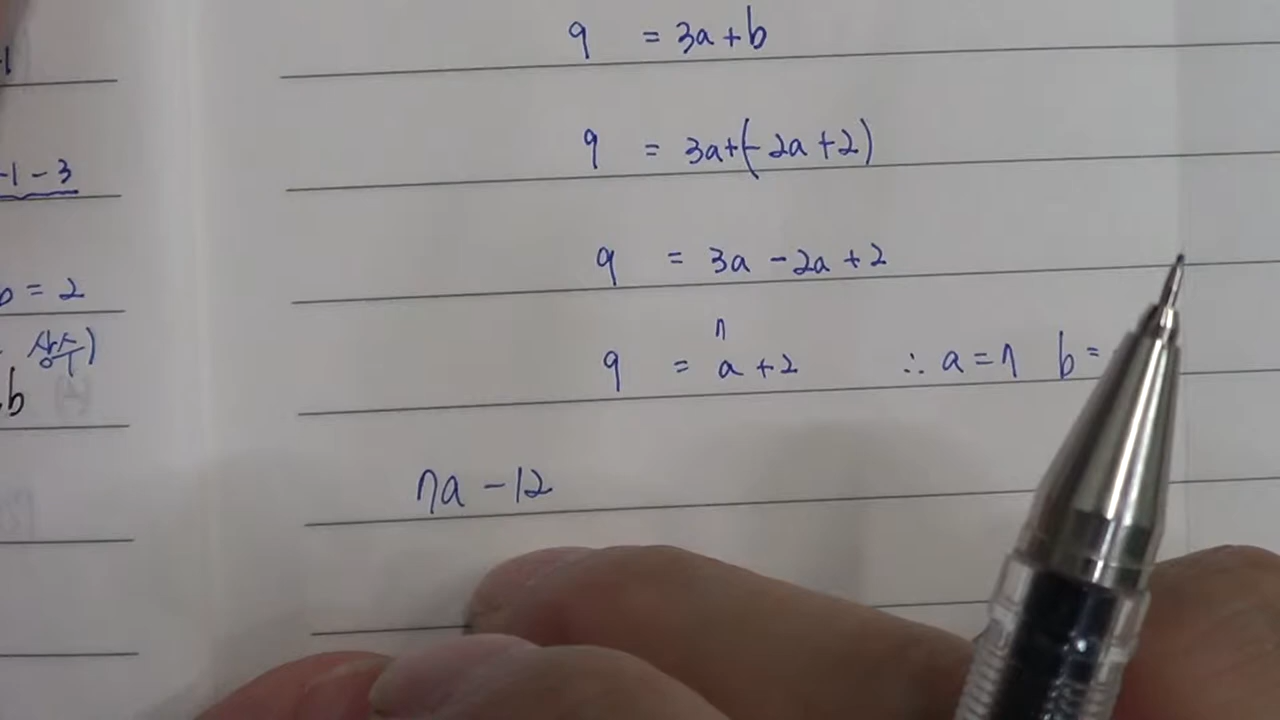 9 = 3a+b
9 = 3a+(-2a+2)
9 = 3a -2a +2
7
9 = a +2 ∴ a=7 b=
7a -12
-1 - 3
= 2
상수)
b